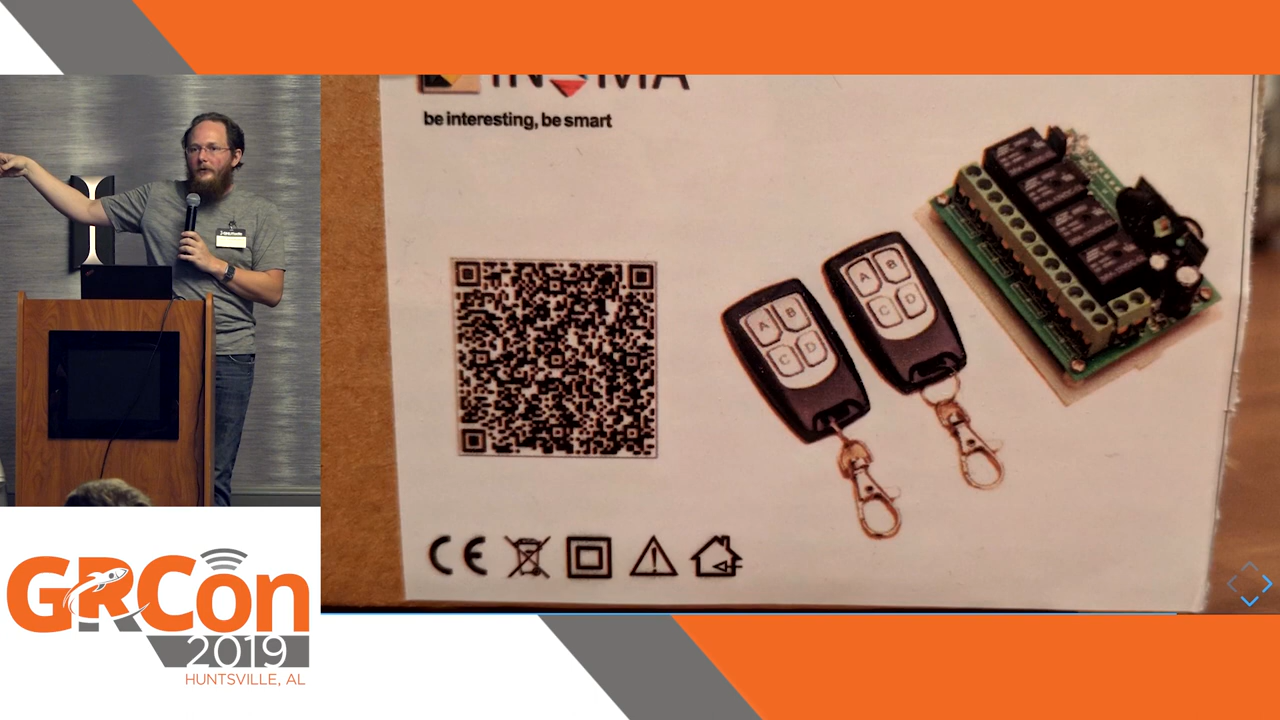 be interesting, be smart
A B
C D
A B
C D
CE
GRCon
2019
HUNTSVILLE, AL